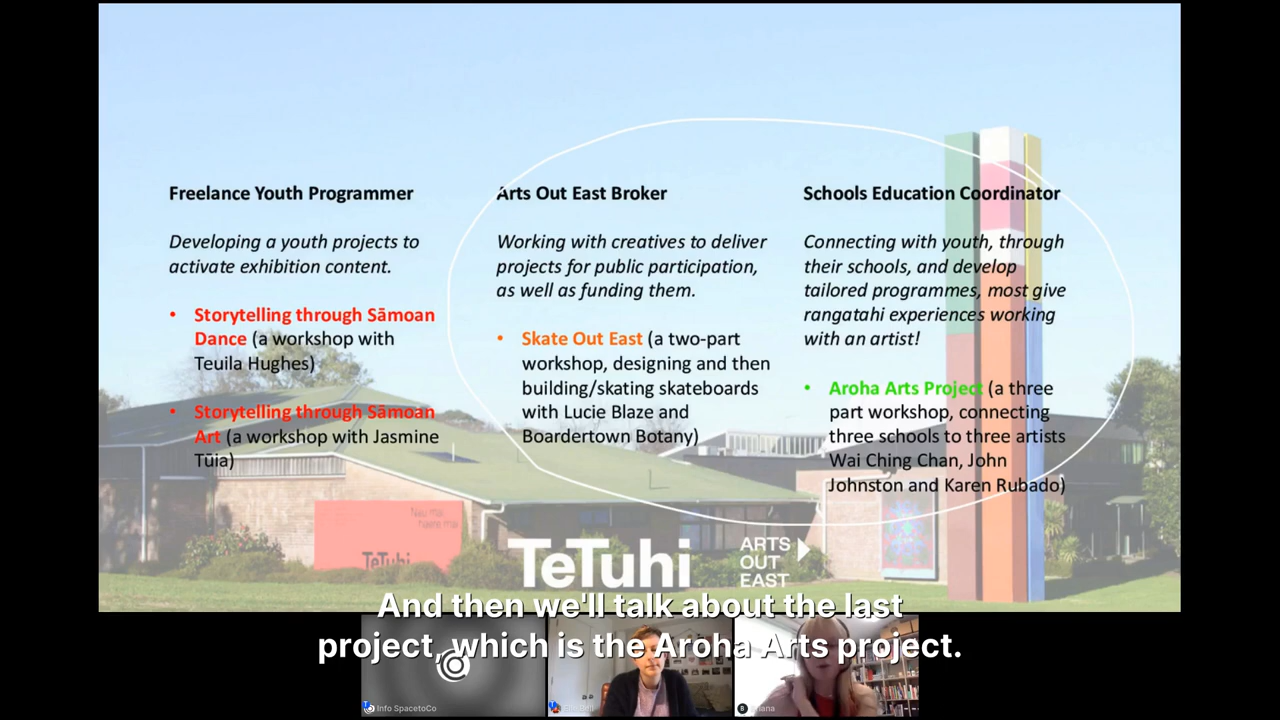 Freelance Youth Programmer
Developing a youth projects to
activate exhibition content.
• Storytelling through Sāmoan
Dance (a workshop with
Teuila Hughes)
• Storytelling through Sāmoan
Art (a workshop with Jasmine
Tūia)
Arts Out East Broker
Working with creatives to deliver
projects for public participation,
as well as funding them.
• Skate Out East (a two-part
workshop, designing and then
building/skating skateboards
with Lucie Blaze and
Boardertown Botany)
Schools Education Coordinator
Connecting with youth, through
their schools, and develop
tailored programmes, most give
rangatahi experiences working
with an artist!
• Aroha Arts Project (a three
part workshop, connecting
three schools to three artists
Wai Ching Chan, John
Johnston and Karen Rubado)
Nau mai
haere mai
TeTuhi
TeTuhi
ARTS
OUT
EAST
And then we'll talk about the last
project, which is the Aroha Arts project.
Info SpacetoCo